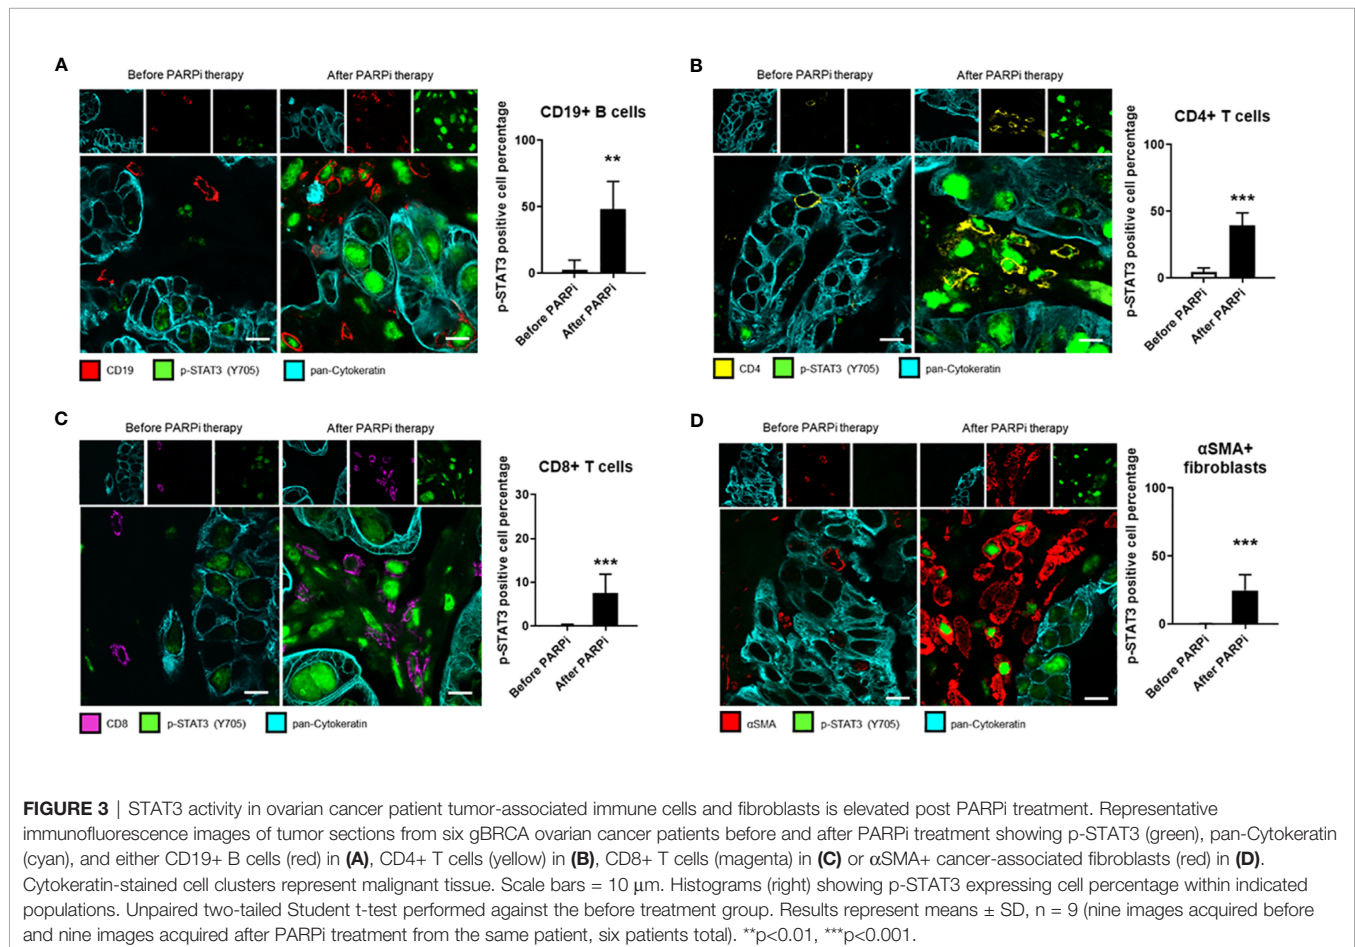 A
Before PARPi therapy
After PARPi therapy
CD19+ B cells
p-STAT3 positive cell percentage
100
50
0
**
Before PARPi
After PARPi
CD19
p-STAT3 (Y705)
pan-Cytokeratin
B
Before PARPi therapy
After PARPi therapy
CD4+ T cells
p-STAT3 positive cell percentage
100
50
0
***
Before PARPi
After PARPi
CD4
p-STAT3 (Y705)
pan-Cytokeratin
C
Before PARPi therapy
After PARPi therapy
CD8+ T cells
p-STAT3 positive cell percentage
30
20
10
0
***
Before PARPi
After PARPi
CD8
p-STAT3 (Y705)
pan-Cytokeratin
D
Before PARPi therapy
After PARPi therapy
αSMA+
fibroblasts
p-STAT3 positive cell percentage
100
50
0
***
Before PARPi
After PARPi
αSMA
p-STAT3 (Y705)
pan-Cytokeratin
FIGURE 3 | STAT3 activity in ovarian cancer patient tumor-associated immune cells and fibroblasts is elevated post PARPi treatment. Representative
immunofluorescence images of tumor sections from six gBRCA ovarian cancer patients before and after PARPi treatment showing p-STAT3 (green), pan-Cytokeratin
(cyan), and either CD19+ B cells (red) in (A), CD4+ T cells (yellow) in (B), CD8+ T cells (magenta) in (C) or αSMA+ cancer-associated fibroblasts (red) in (D).
Cytokeratin-stained cell clusters represent malignant tissue. Scale bars = 10 μm. Histograms (right) showing p-STAT3 expressing cell percentage within indicated
populations. Unpaired two-tailed Student t-test performed against the before treatment group. Results represent means ± SD, n = 9 (nine images acquired before
and nine images acquired after PARPi treatment from the same patient, six patients total). **p<0.01, ***p<0.001.